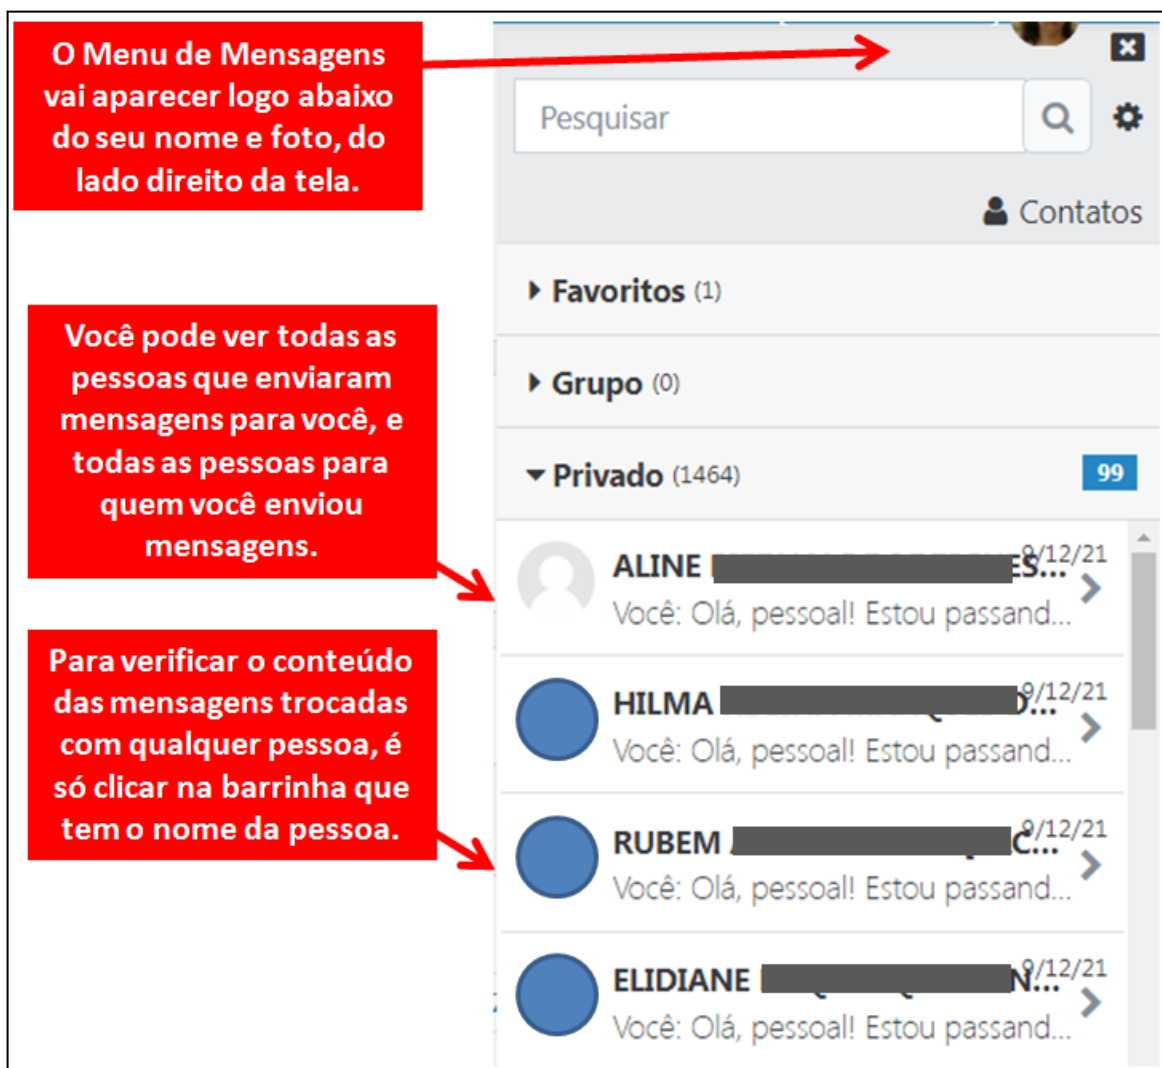 O Menu de Mensagens
vai aparecer logo abaixo
do seu nome e foto, do
lado direito da tela.
Você pode ver todas as
pessoas que enviaram
mensagens para você, e
todas as pessoas para
quem você enviou
mensagens.
Para verificar o conteúdo
das mensagens trocadas
com qualquer pessoa, é
só clicar na barrinha que
tem o nome da pessoa.
Pesquisar
Contatos
Favoritos (1)
Grupo (0)
Privado (1464) 99
ALINE ES... 9/12/21
Você: Olá, pessoal! Estou passand...
HILMA 9/12/21
Você: Olá, pessoal! Estou passand...
RUBEM C... 9/12/21
Você: Olá, pessoal! Estou passand...
ELIDIANE N... 9/12/21
Você: Olá, pessoal! Estou passand...